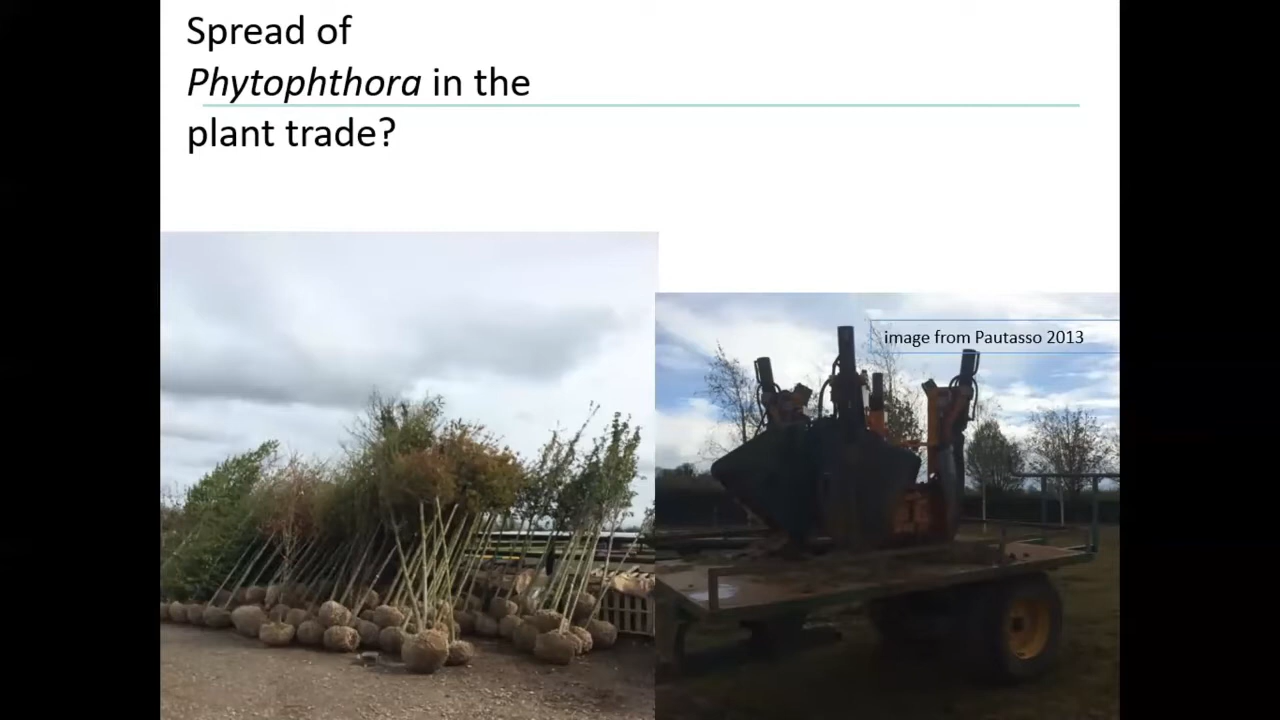 Spread of
Phytophthora in the
plant trade?
image from Pautasso 2013